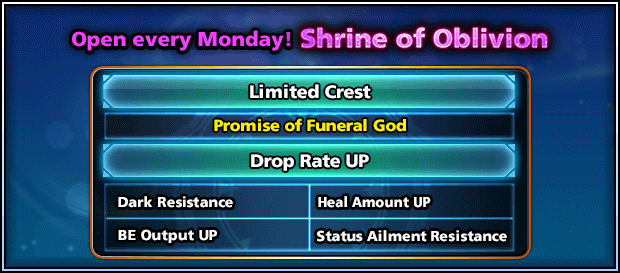 Open every Monday! Shrine of Oblivion
Limited Crest
Promise of Funeral God
Drop Rate UP
Dark Resistance Heal Amount UP
BE Output UP Status Ailment Resistance